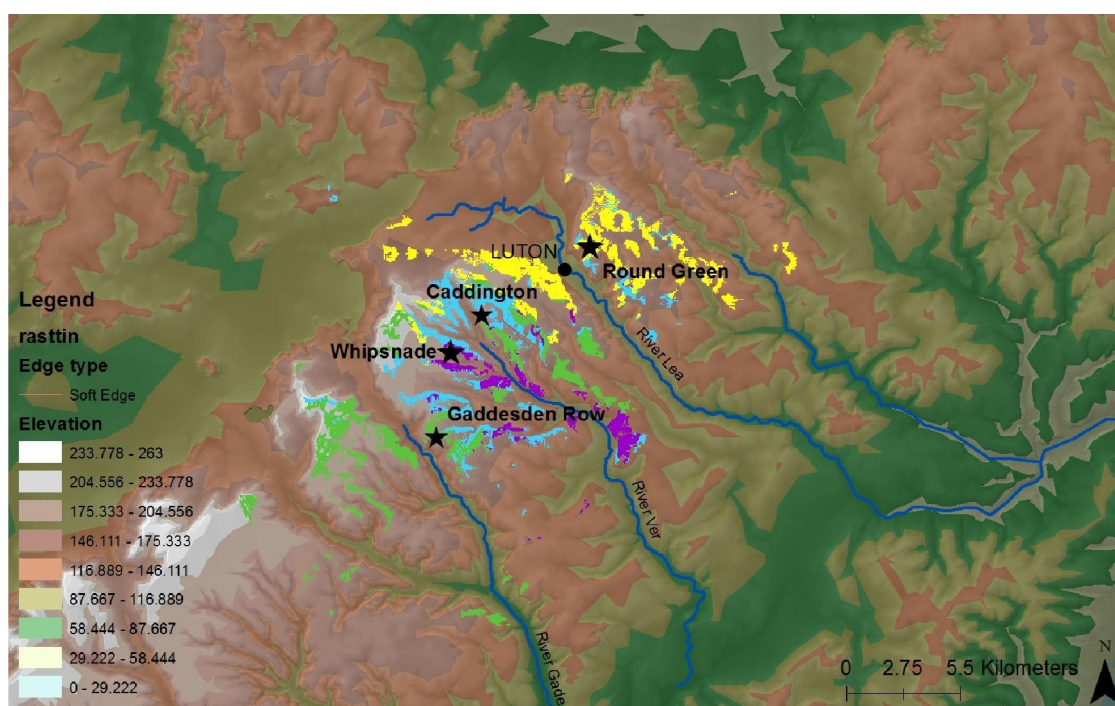 LUTON
Round Green
Caddington
Whipsnade
River Lea
Gaddesden Row
River Ver
River Gade
Legend
rasttin
Edge type
Soft Edge
Elevation
233.778 - 263
204.556 - 233.778
175.333 - 204.556
146.111 - 175.333
116.889 - 146.111
87.667 - 116.889
58.444 - 87.667
29.222 - 58.444
0 - 29.222
N
0 2.75 5.5 Kilometers